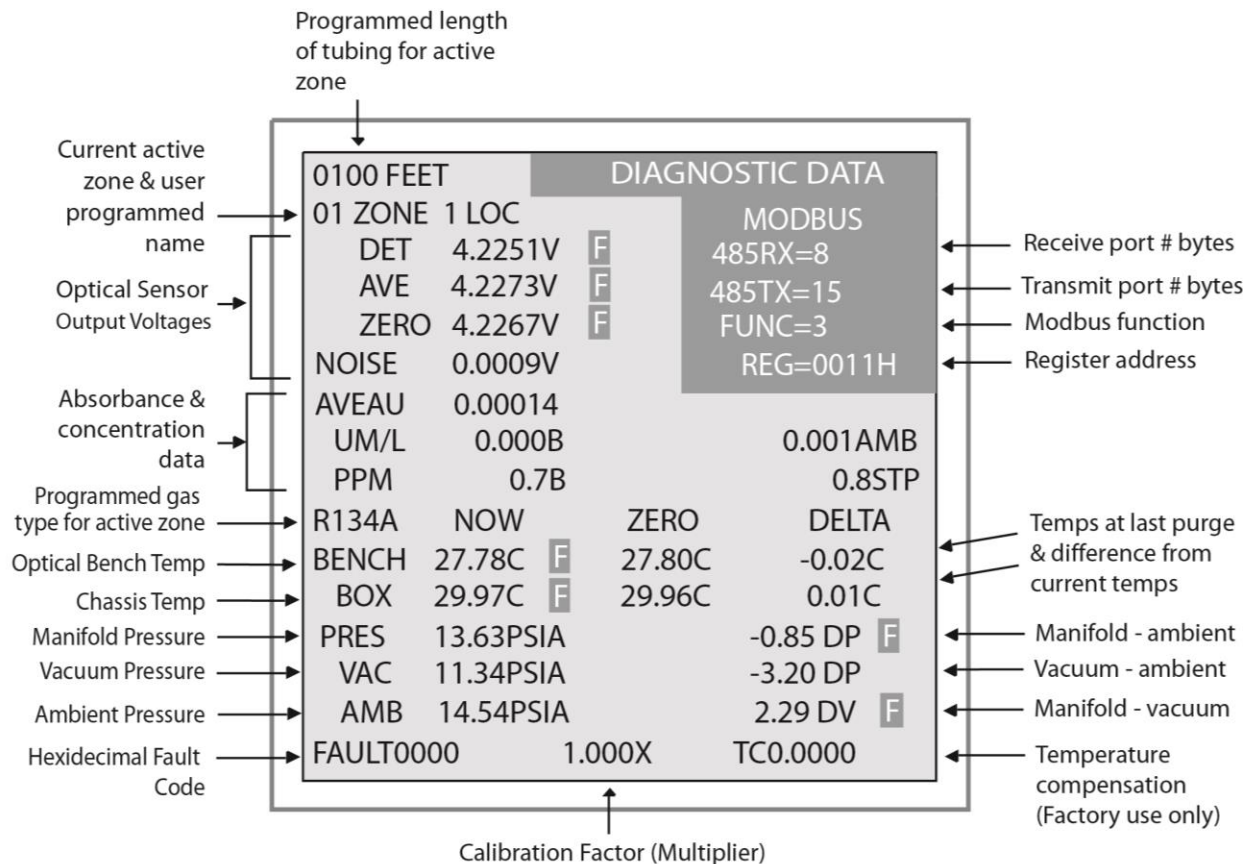 Programmed length
of tubing for active
zone
Current active
zone & user
programmed
name
Optical Sensor
Output Voltages
Absorbance &
concentration
data
Programmed gas
type for active zone
Optical Bench Temp
Chassis Temp
Manifold Pressure
Vacuum Pressure
Ambient Pressure
Hexidecimal Fault
Code
0100 FEET DIAGNOSTIC DATA
01 ZONE 1 LOC MODBUS
DET 4.2251V F 485RX=8
AVE 4.2273V F 485TX=15
ZERO 4.2267V F FUNC=3
NOISE 0.0009V REG=0011H
AVEAU 0.00014
UM/L 0.000B 0.001AMB
PPM 0.7B 0.8STP
R134A NOW ZERO DELTA
BENCH 27.78C F 27.80C -0.02C
BOX 29.97C F 29.96C 0.01C
PRES 13.63PSIA -0.85 DP F
VAC 11.34PSIA -3.20 DP
AMB 14.54PSIA 2.29 DV F
FAULT0000 1.000X TC0.0000
Receive port # bytes
Transmit port # bytes
Modbus function
Register address
Temps at last purge
& difference from
current temps
Manifold - ambient
Vacuum - ambient
Manifold - vacuum
Temperature
compensation
(Factory use only)
Calibration Factor (Multiplier)